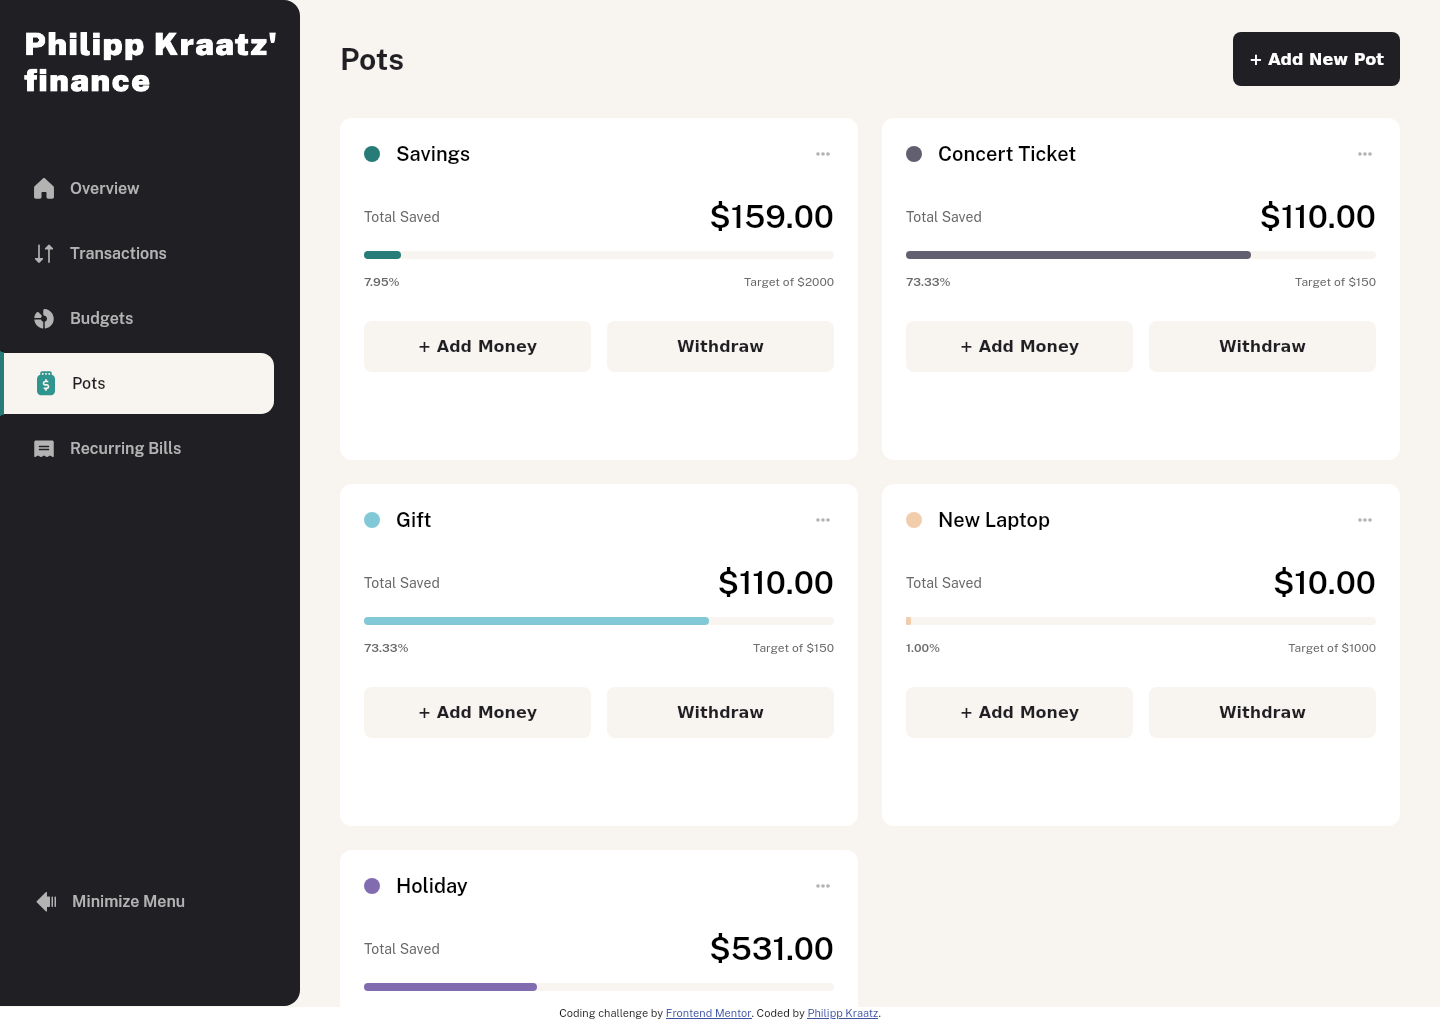 Philipp Kraatz'
finance
Overview
Transactions
Budgets
Pots
Recurring Bills
Minimize Menu
Pots
+ Add New Pot
Savings
Total Saved
$159.00
7.95%
Target of $2000
+ Add Money
Withdraw
Concert Ticket
Total Saved
$110.00
73.33%
Target of $150
+ Add Money
Withdraw
Gift
Total Saved
$110.00
73.33%
Target of $150
+ Add Money
Withdraw
New Laptop
Total Saved
$10.00
1.00%
Target of $1000
+ Add Money
Withdraw
Holiday
Total Saved
$531.00
Coding challenge by Frontend Mentor. Coded by Philipp Kraatz.